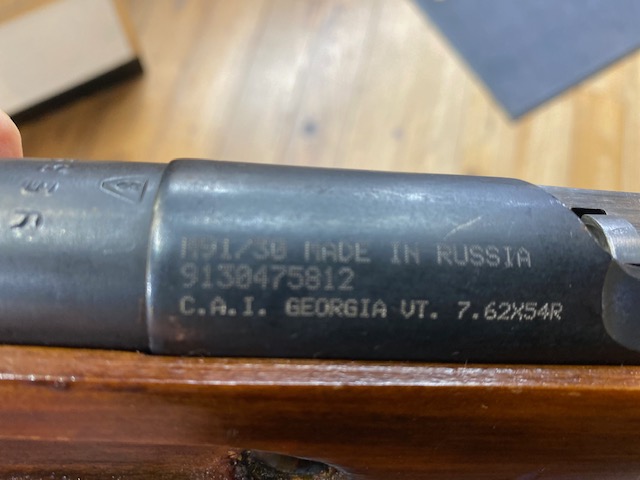 M91/30 MADE IN RUSSIA
9130475812
C.A.I. GEORGIA VT. 7.62X54R